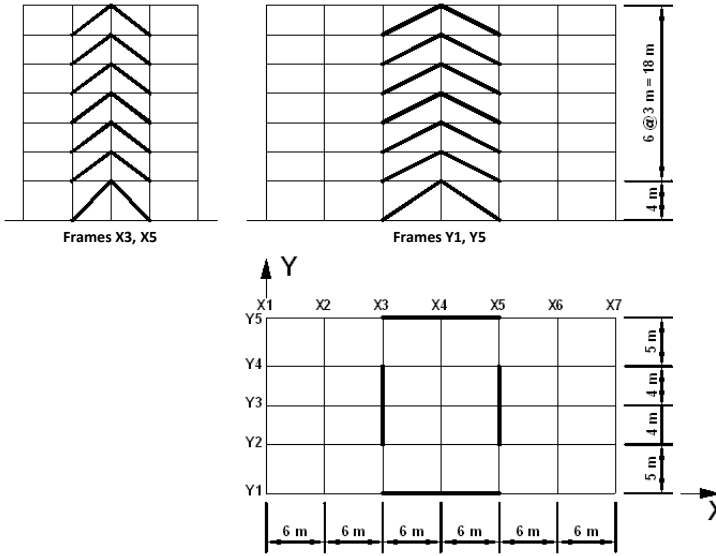 6 @ 3 m = 18 m
4 m
Frames X3, X5
Frames Y1, Y5
Y
X1 X2 X3 X4 X5 X6 X7
Y5
5 m
Y4
4 m
Y3
4 m
Y2
5 m
Y1
X
6 m 6 m 6 m 6 m 6 m 6 m